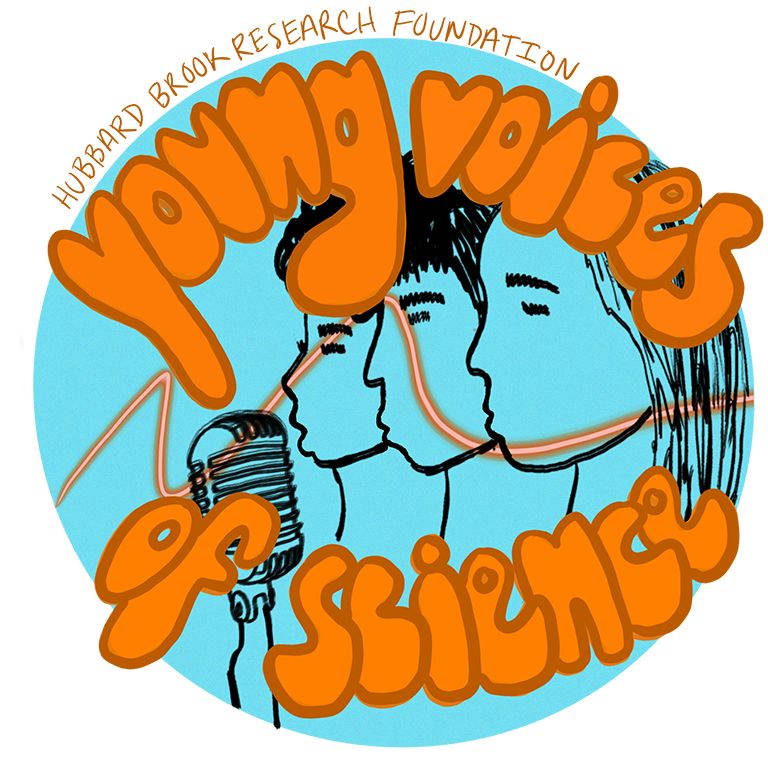 HUBBARD BROOK RESEARCH FOUNDATION
young voices
of science